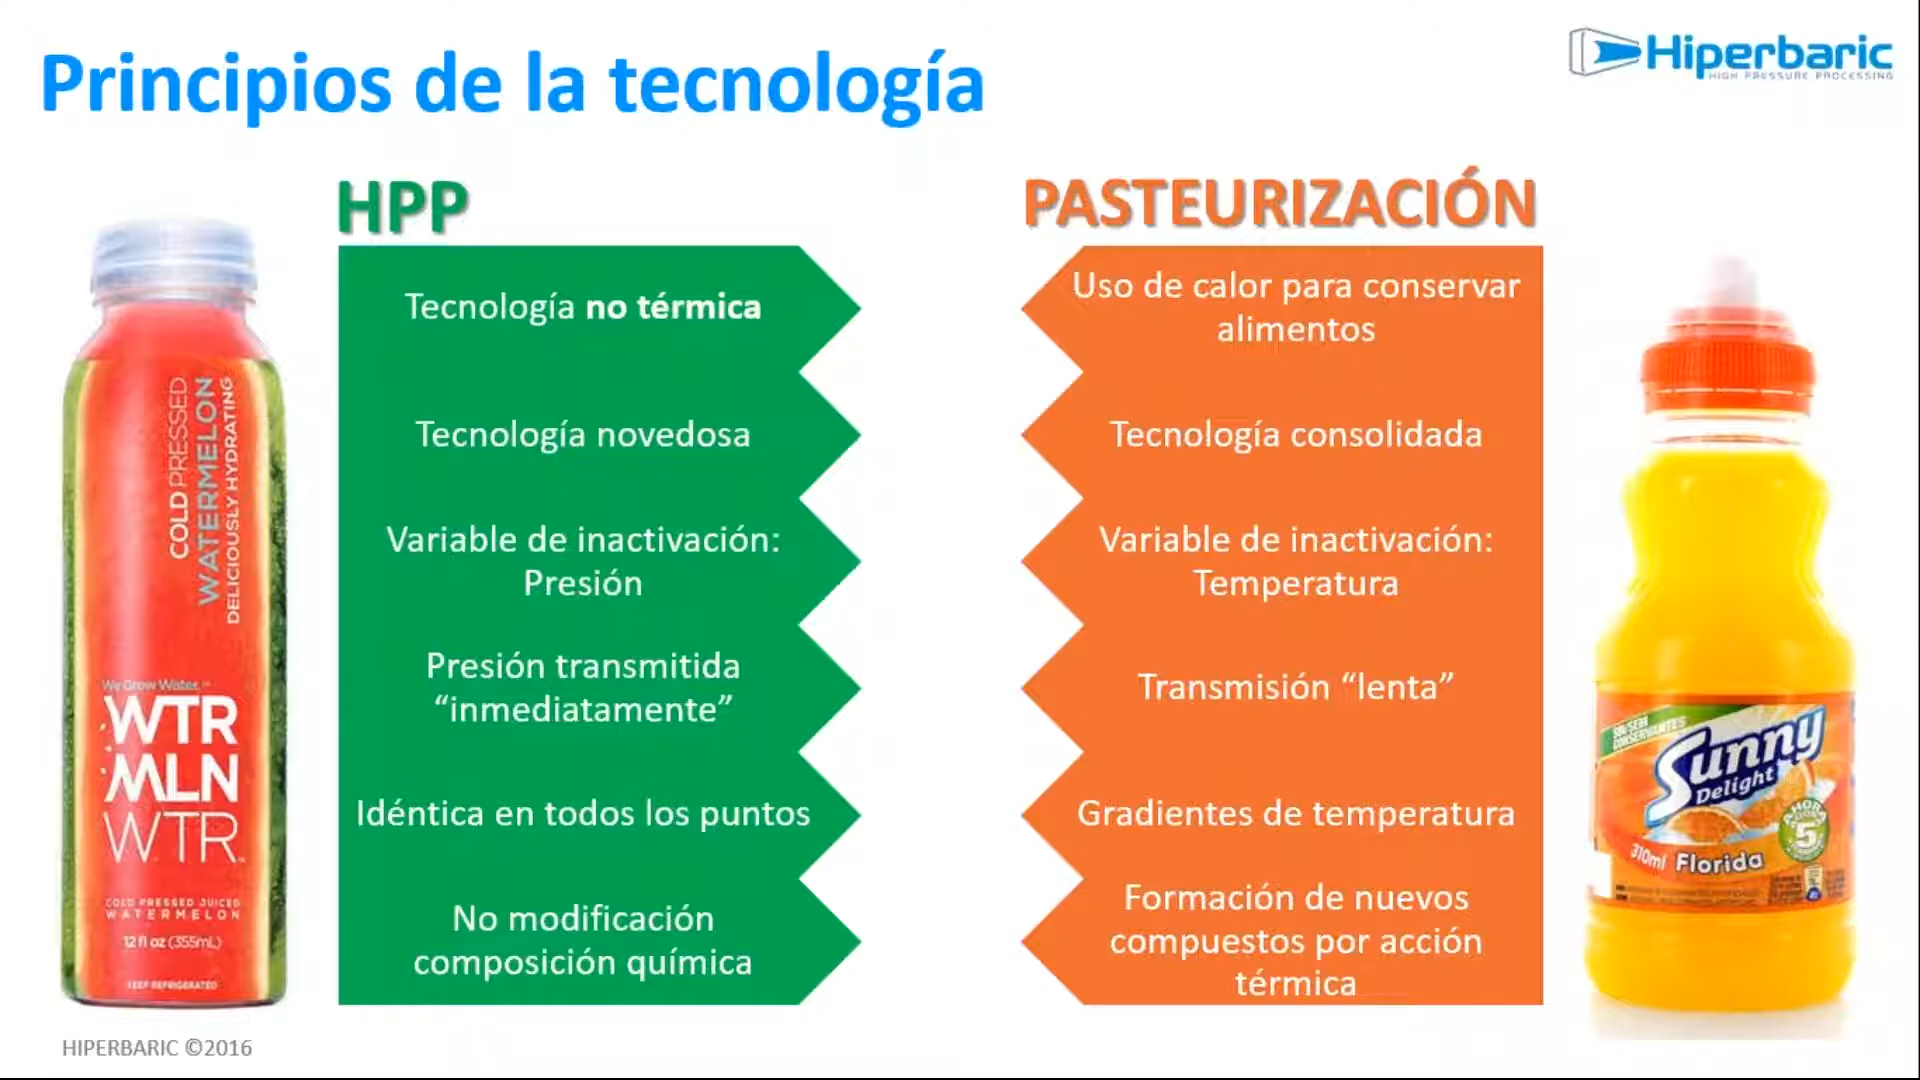 Principios de la tecnología
Hiperbaric
HIGH PRESSURE PROCESSING
HPP
Tecnología no térmica
Tecnología novedosa
Variable de inactivación:
Presión
Presión transmitida
“inmediatamente”
Idéntica en todos los puntos
No modificación
composición química
PASTEURIZACIÓN
Uso de calor para conservar
alimentos
Tecnología consolidada
Variable de inactivación:
Temperatura
Transmisión “lenta”
Gradientes de temperatura
Formación de nuevos
compuestos por acción
térmica
COLD PRESSED
WATERMELON
DELICIOUSLY HYDRATING
We Grow Water.™
WTR
MLN
WTR
COLD PRESSED JUICED
WATERMELON
12 fl oz (355mL)
KEEP REFRIGERATED
Sunny
Delight
AHORA
5
310ml Florida
HIPERBARIC ©2016